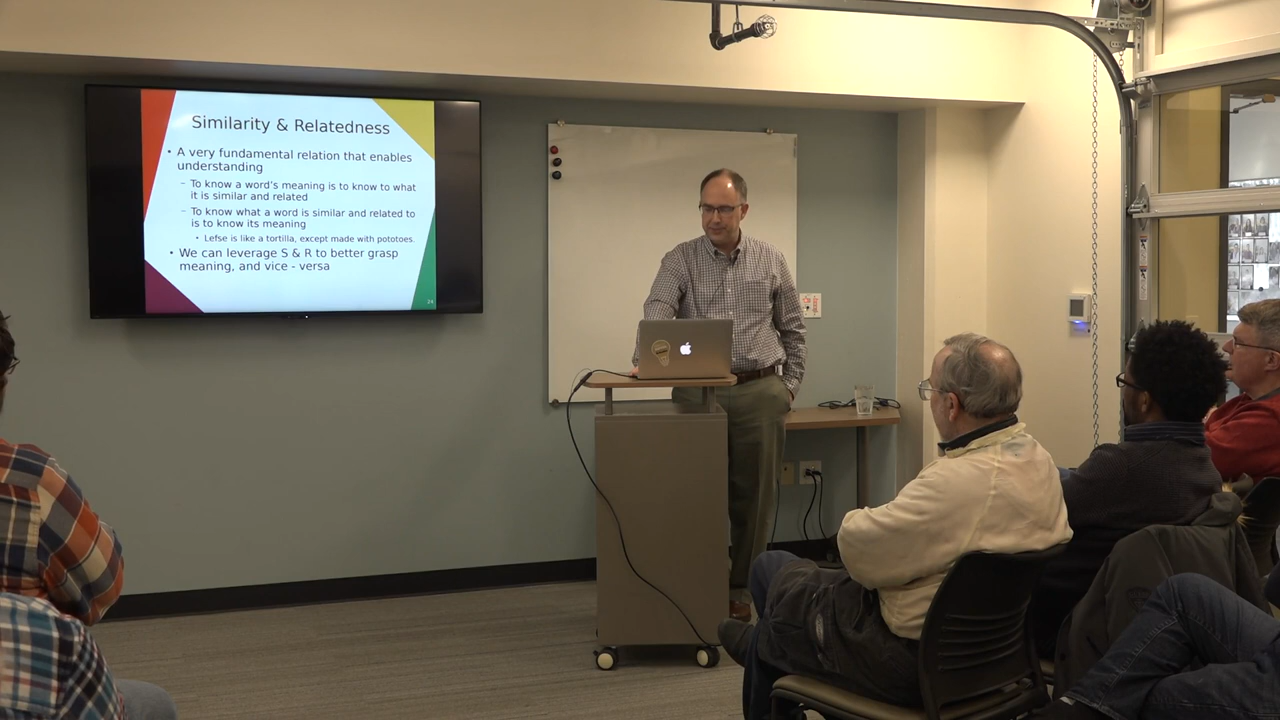 Similarity & Relatedness
• A very fundamental relation that enables
understanding
– To know a word's meaning is to know to what
it is similar and related
– To know what a word is similar and related to
is to know its meaning
• Lefse is like a tortilla, except made with pototoes.
• We can leverage S & R to better grasp
meaning, and vice - versa
24